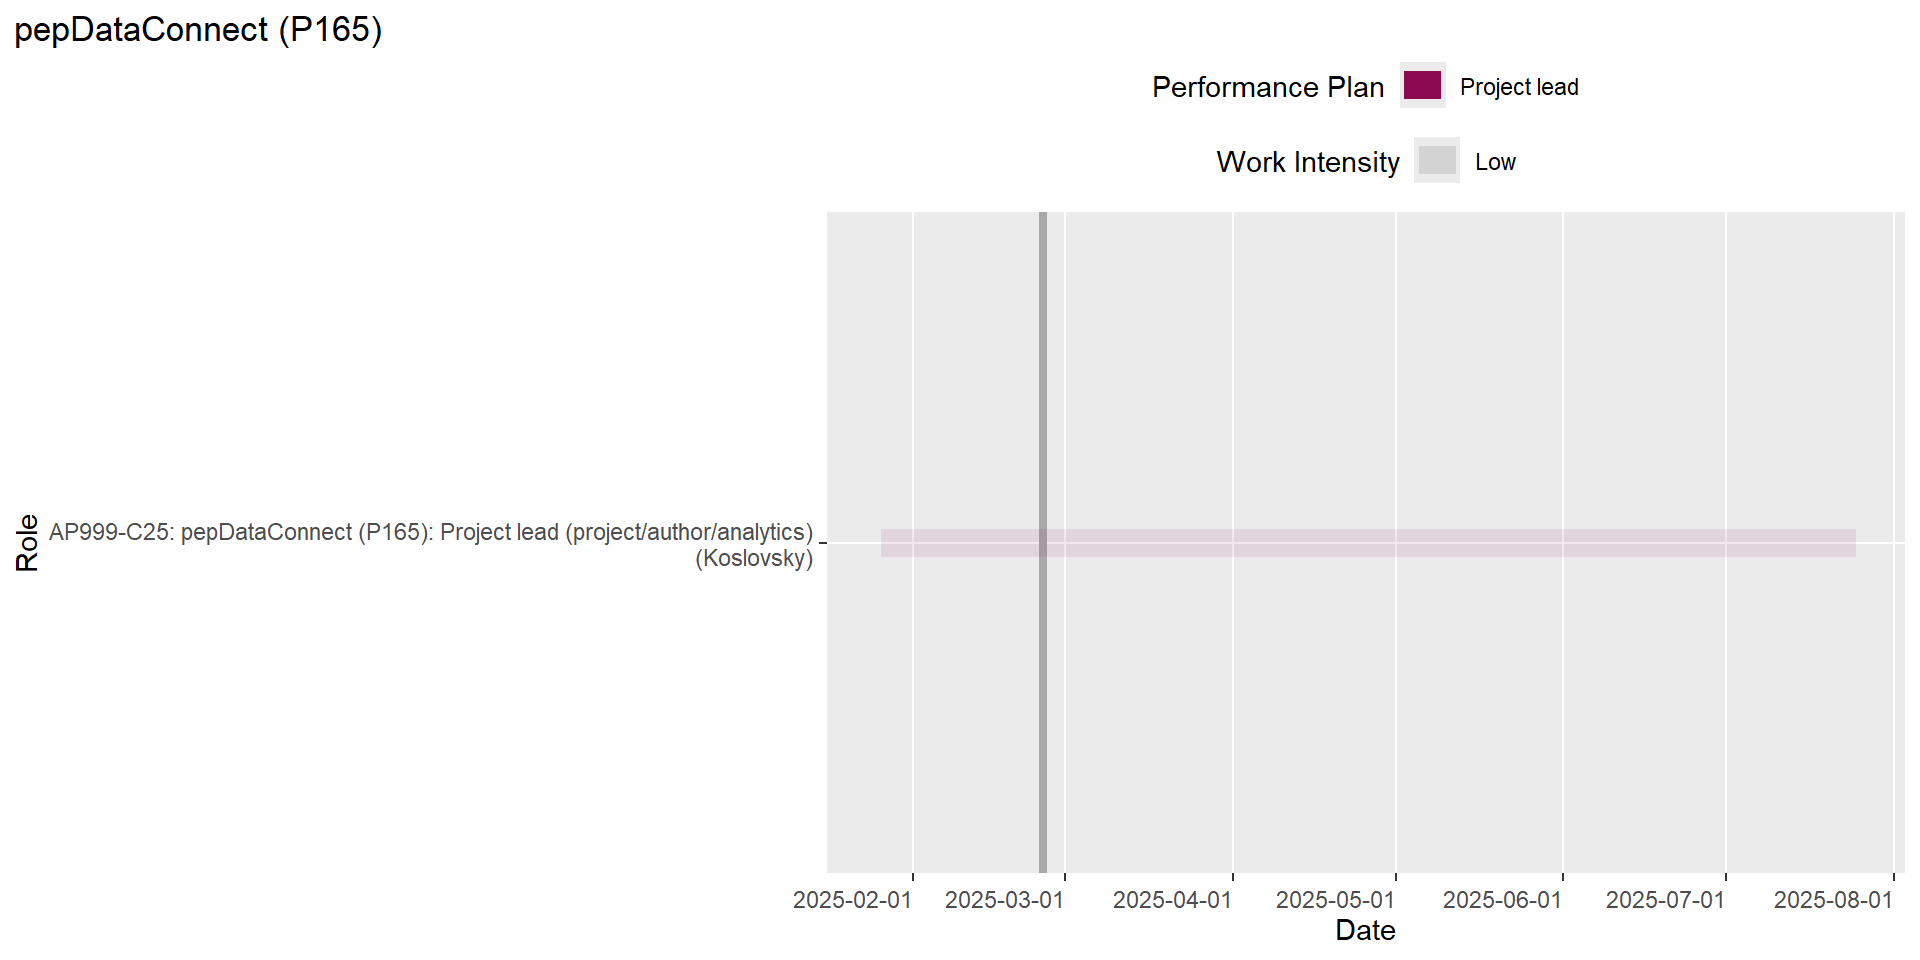 pepDataConnect (P165)
Performance Plan
Project lead
Work Intensity
Low
Role
AP999-C25: pepDataConnect (P165): Project lead (project/author/analytics)
(Koslovsky)
2025-02-01
2025-03-01
2025-04-01
2025-05-01
2025-06-01
2025-07-01
2025-08-01
Date